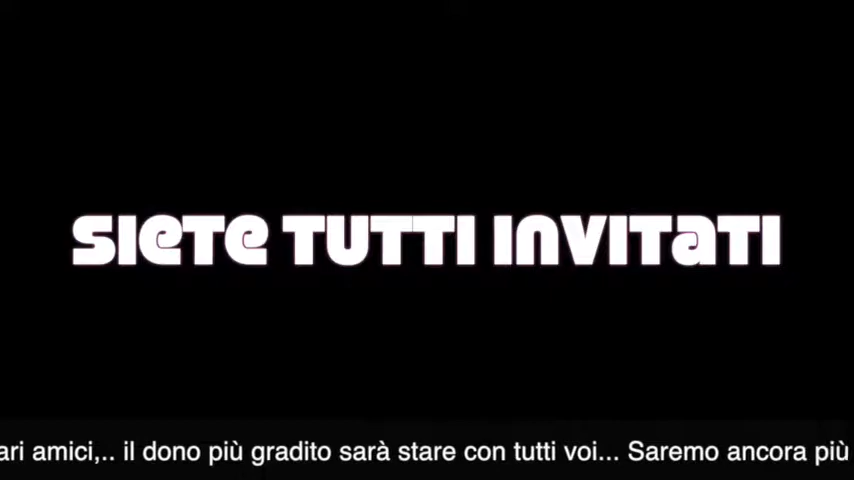 SIETE TUTTI INVITATI
ari amici,.. il dono più gradito sarà stare con tutti voi... Saremo ancora più